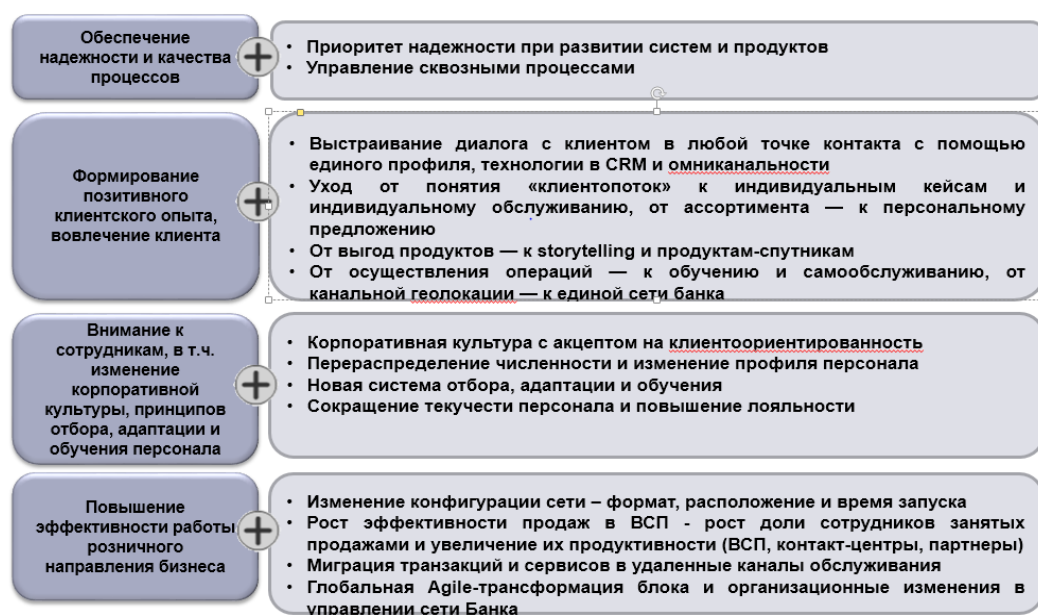 Обеспечение
надежности и качества
процессов
• Приоритет надежности при развитии систем и продуктов
• Управление сквозными процессами
Формирование
позитивного
клиентского опыта,
вовлечение клиента
• Выстраивание диалога с клиентом в любой точке контакта с помощью
единого профиля, технологии в CRM и омниканальности
• Уход от понятия «клиентопоток» к индивидуальным кейсам и
индивидуальному обслуживанию, от ассортимента — к персональному
предложению
• От выгод продуктов — к storytelling и продуктам-спутникам
• От осуществления операций — к обучению и самообслуживанию, от
канальной геолокации — к единой сети банка
Внимание к
сотрудникам, в т.ч.
изменение
корпоративной
культуры, принципов
отбора, адаптации и
обучения персонала
• Корпоративная культура с акцептом на клиентоориентированность
• Перераспределение численности и изменение профиля персонала
• Новая система отбора, адаптации и обучения
• Сокращение текучести персонала и повышение лояльности
Повышение
эффективности работы
розничного
направления бизнеса
• Изменение конфигурации сети – формат, расположение и время запуска
• Рост эффективности продаж в ВСП - рост доли сотрудников занятых
продажами и увеличение их продуктивности (ВСП, контакт-центры, партнеры)
• Миграция транзакций и сервисов в удаленные каналы обслуживания
• Глобальная Agile-трансформация блока и организационные изменения в
управлении сети Банка